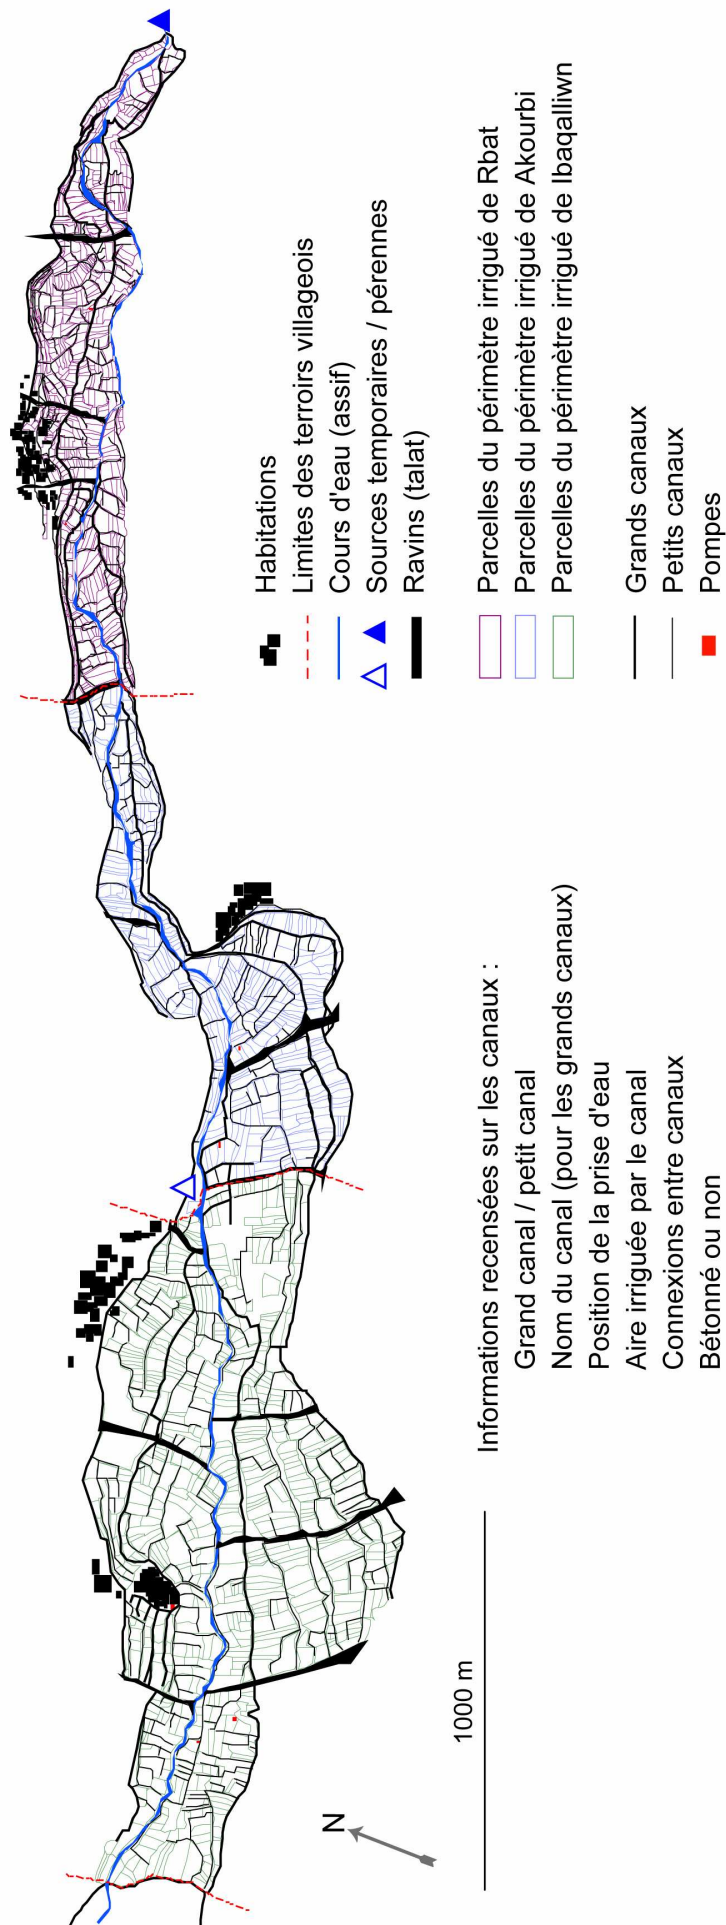 Habitations
Limites des terroirs villageois
Cours d'eau (assif)
Sources temporaires / pérennes
Ravins (talat)
Parcelles du périmètre irrigué de Rbat
Parcelles du périmètre irrigué de Akourbi
Parcelles du périmètre irrigué de Ibaqalliwn
Grands canaux
Petits canaux
Pompes
Informations recensées sur les canaux :
Grand canal / petit canal
Nom du canal (pour les grands canaux)
Position de la prise d'eau
Aire irriguée par le canal
Connexions entre canaux
Bétonné ou non
1000 m
N